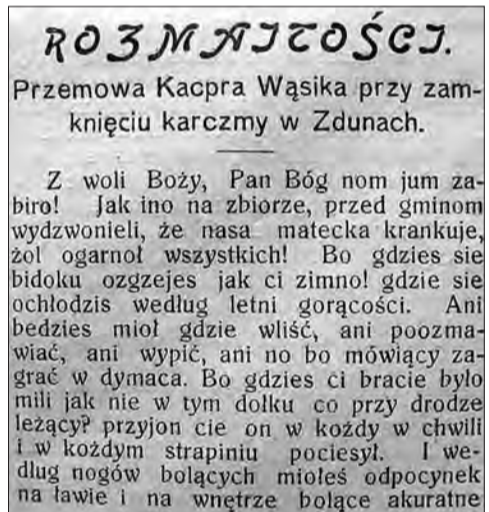 ROZMAITOŚCI.
Przemowa Kacpra Wąsika przy zam-
knięciu karczmy w Zdunach.
Z woli Boży, Pan Bóg nom jum za-
biro! Jak ino na zbiorze, przed gminom
wydzwonieli, że nasa matecka krankuje,
żol ogarnoł wszystkich! Bo gdzies sie
bidoku ozgzejes jak ci zimno! gdzie sie
ochłodzis według letni gorącości. Ani
bedzies mioł gdzie wliść, ani poozma-
wiać, ani wypić, ani no bo mówiący za-
grać w dymaca. Bo gdzies ci bracie było
mili jak nie w tym dołku co przy drodze
leżący? przyjon cie on w kożdy w chwili
i w kożdym strapiniu pociesył. I we-
dług nogów bolących miołeś odpocynek
na ławie i na wnętrze bolące akuratne